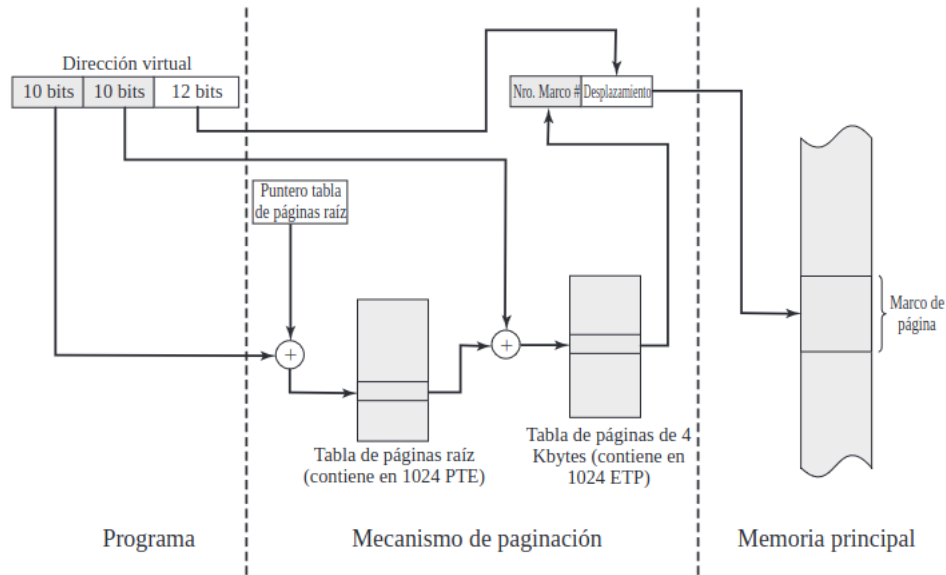 Dirección virtual
10 bits
10 bits
12 bits
Nro. Marco #
Desplazamiento
Puntero tabla
de páginas raíz
Marco de
página
Tabla de páginas raíz
(contiene en 1024 PTE)
Tabla de páginas de 4
Kbytes (contiene en
1024 ETP)
Programa
Mecanismo de paginación
Memoria principal